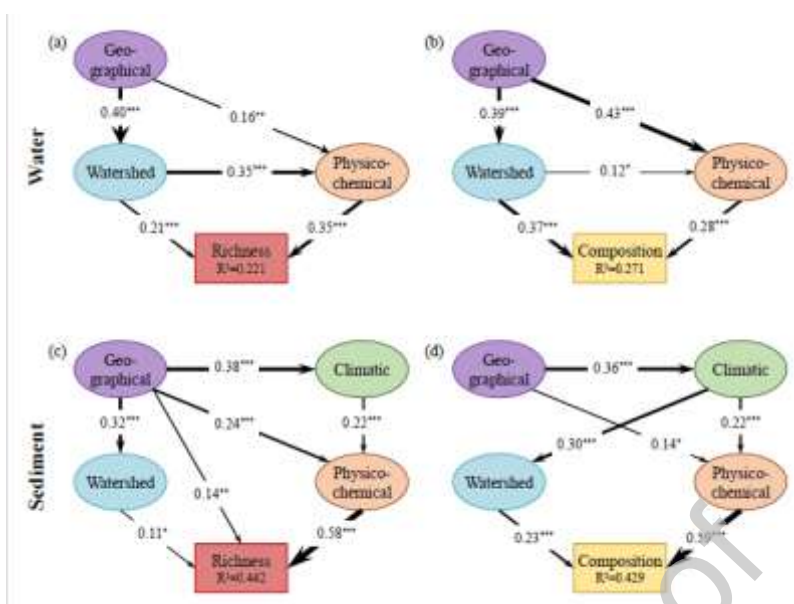 (a)
Geo-
graphical
0.40***
0.16**
Watershed
0.35***
Physico-
chemical
0.21***
0.35***
Richness
R²=0.221
Water
(b)
Geo-
graphical
0.39***
0.43***
Watershed
0.12*
Physico-
chemical
0.37***
0.28***
Composition
R²=0.271
(c)
Geo-
graphical
0.38***
Climatic
0.32***
0.24***
0.22***
Watershed
0.14**
Physico-
chemical
0.11*
0.58***
Richness
R²=0.442
Sediment
(d)
Geo-
graphical
0.36***
Climatic
0.30***
0.14*
0.22***
Watershed
Physico-
chemical
0.23***
0.59***
Composition
R²=0.429
of